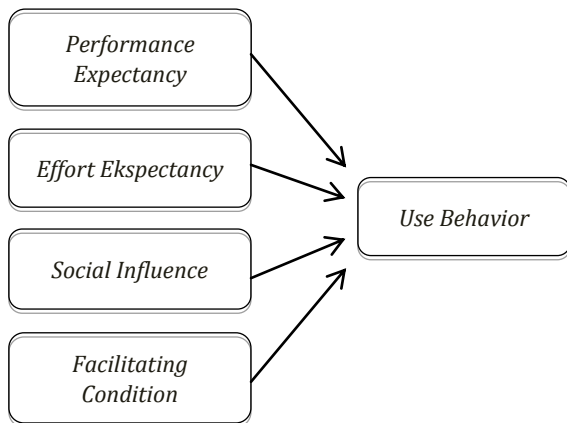 Performance
Expectancy
Effort Ekspectancy
Use Behavior
Social Influence
Facilitating
Condition